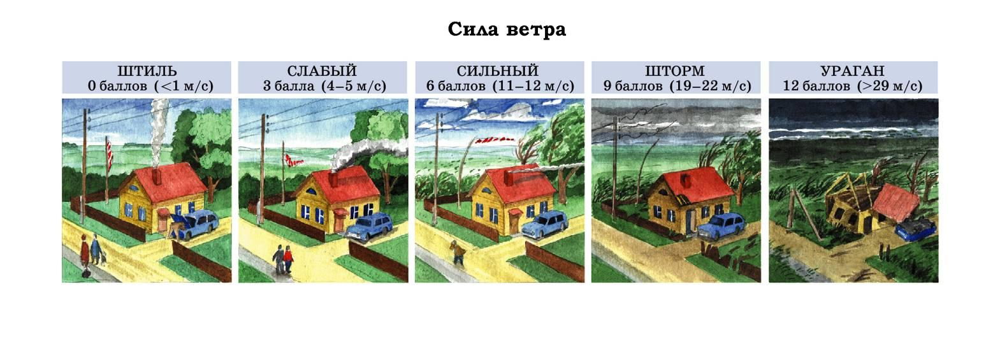 Сила ветра
ШТИЛЬ
0 баллов (<1 м/с)
СЛАБЫЙ
3 балла (4–5 м/с)
СИЛЬНЫЙ
6 баллов (11–12 м/с)
ШТОРМ
9 баллов (19–22 м/с)
УРАГАН
12 баллов (>29 м/с)